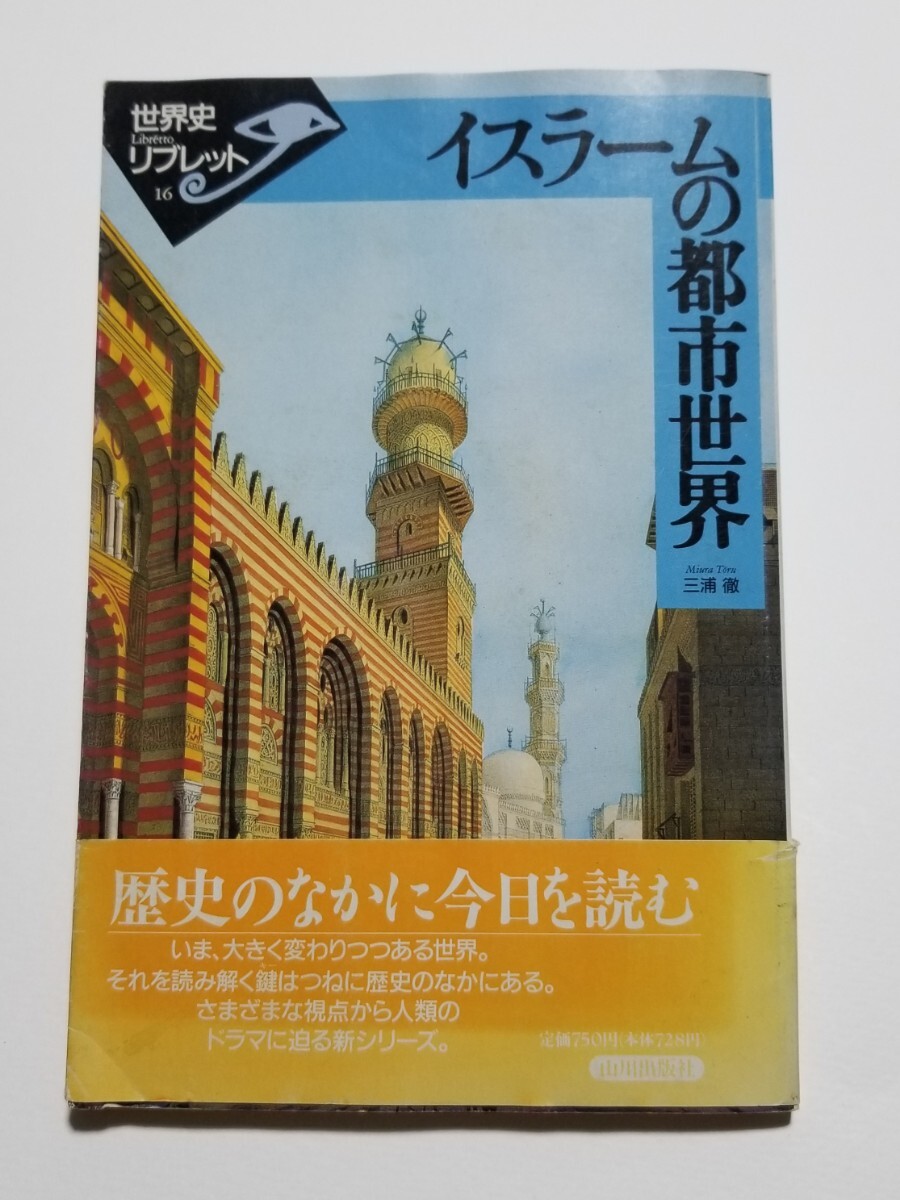 世界史
Libretto
リブレット
16
イスラームの都市世界
Miura Toru
三浦 徹
歴史のなかに今日を読む
いま、大きく変わりつつある世界。
それを読み解く鍵はつねに歴史のなかにある。
さまざまな視点から人類の
ドラマに迫る新シリーズ。
定価750円(本体728円)
山川出版社